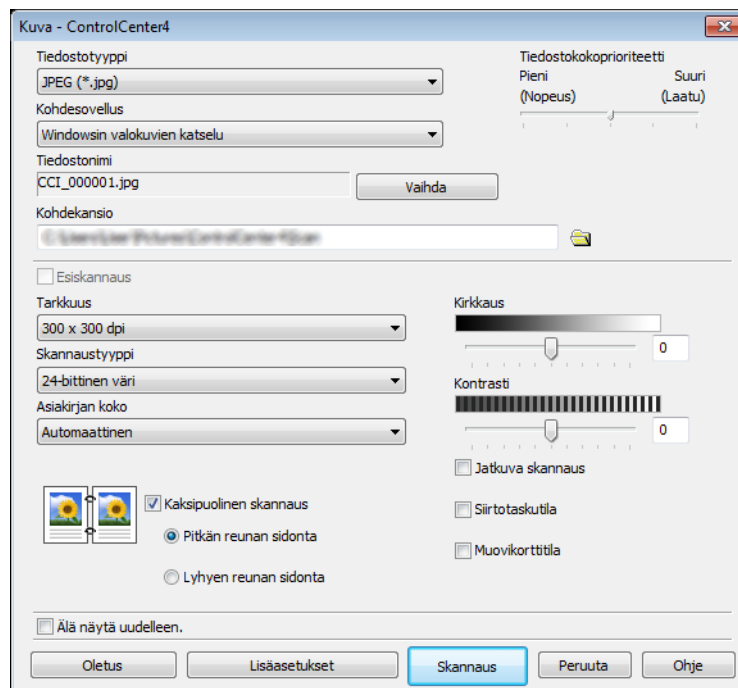 Kuva - ControlCenter4
Tiedostotyyppi
JPEG (*.jpg)
Kohdesovellus
Windowsin valokuvien katselu
Tiedostonimi
CCI_000001.jpg
Vaihda
Kohdekansio
Tiedostokokoprioriteetti
Pieni Suuri
(Nopeus) (Laatu)
Esiskannaus
Tarkkuus
300 x 300 dpi
Skannaustyyppi
24-bittinen väri
Asiakirjan koko
Automaattinen
Kirkkaus
0
Kontrasti
0
Kaksipuolinen skannaus
Pitkän reunan sidonta
Lyhyen reunan sidonta
Jatkuva skannaus
Siirtotaskutila
Muovikorttitila
Älä näytä uudelleen.
Oletus Lisäasetukset Skannaus Peruuta Ohje